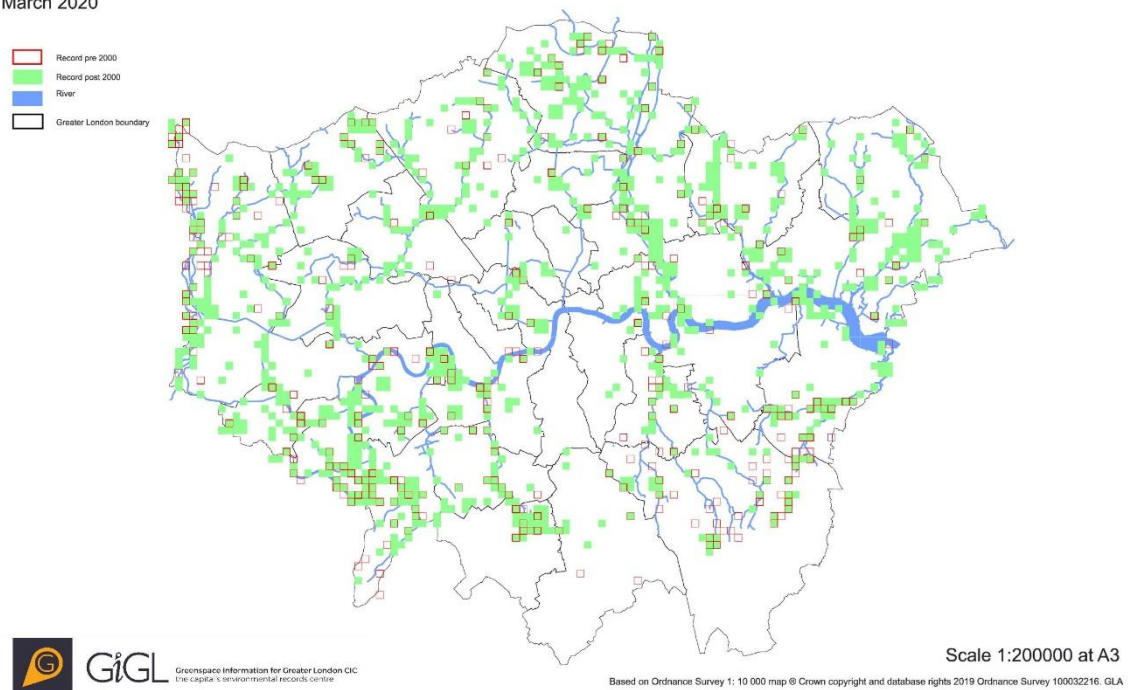 March 2020
Record pre 2000
Record post 2000
River
Greater London boundary
G
GiGL
Greenspace Information for Greater London CIC
the capital's environmental records centre
Scale 1:200000 at A3
Based on Ordnance Survey 1: 10 000 map © Crown copyright and database rights 2019 Ordnance Survey 100032216. GLA